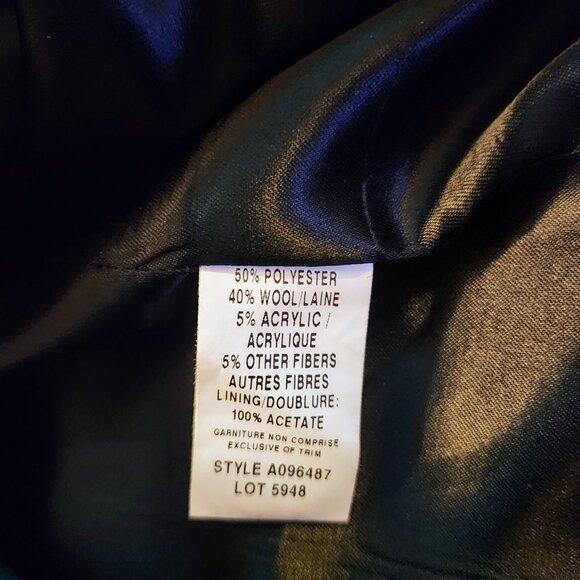 50% POLYESTER
40% WOOL/LAINE
5% ACRYLIC /
ACRYLIQUE
5% OTHER FIBERS
AUTRES FIBRES
LINING/DOUBLURE:
100% ACETATE
GARNITURE NON COMPRISE
EXCLUSIVE OF TRIM
STYLE A096487
LOT 5948